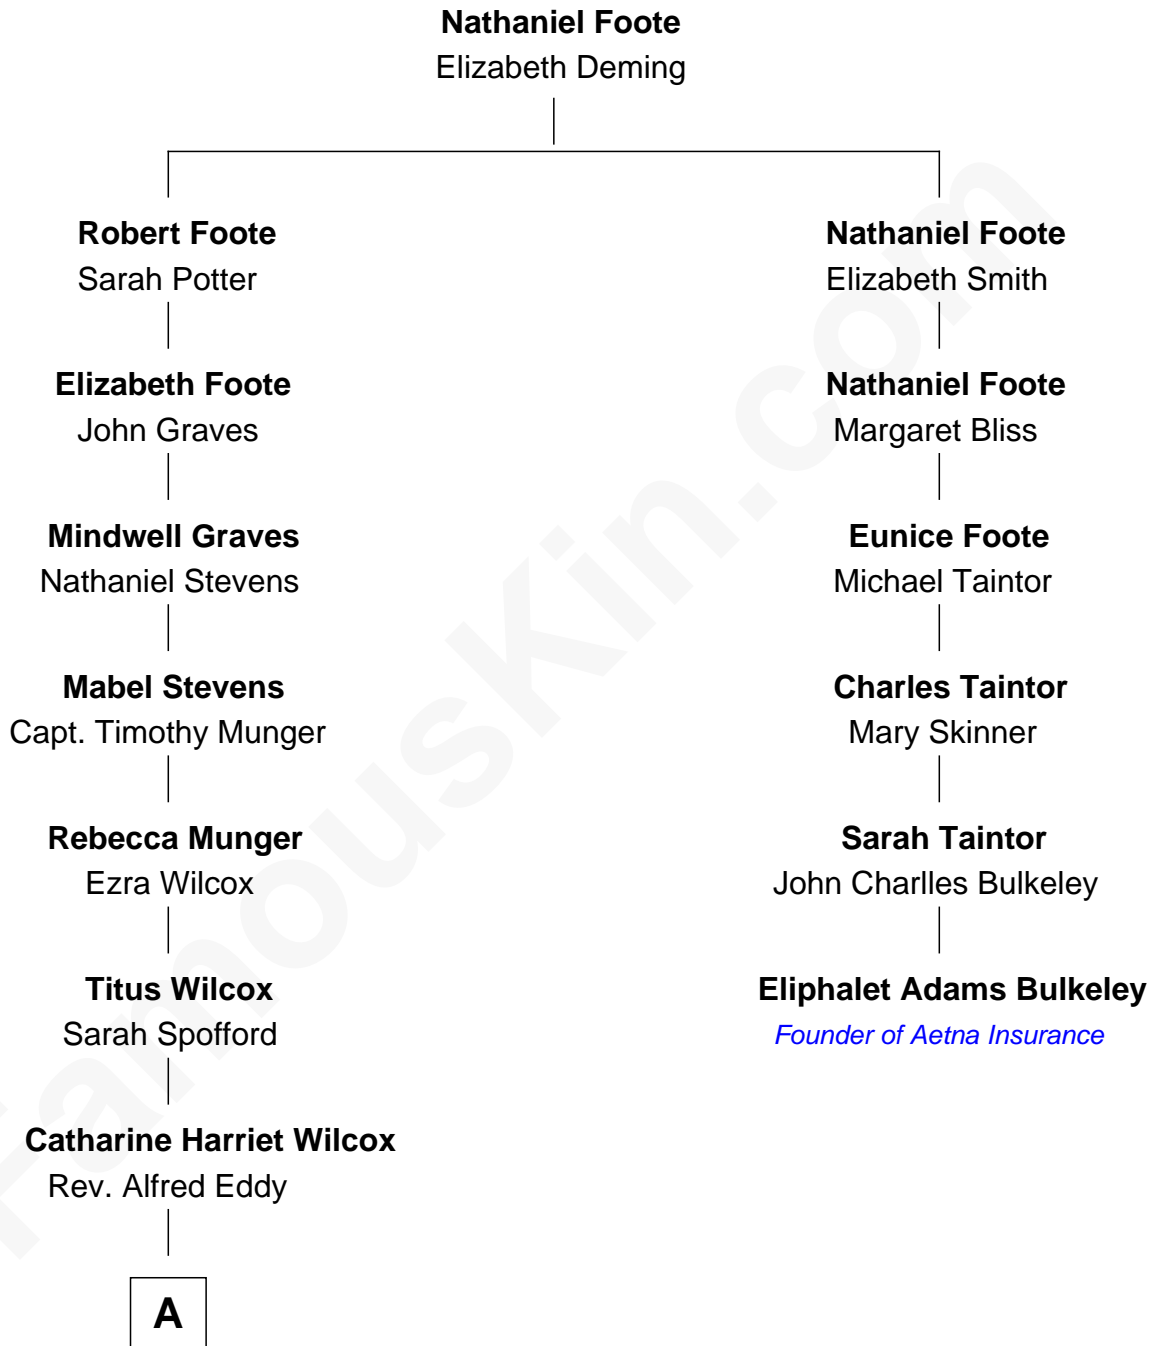 Nathaniel Foote
Elizabeth Deming
Robert Foote
Sarah Potter
Elizabeth Foote
John Graves
Mindwell Graves
Nathaniel Stevens
Mabel Stevens
Capt. Timothy Munger
Rebecca Munger
Ezra Wilcox
Titus Wilcox
Sarah Spofford
Catharine Harriet Wilcox
Rev. Alfred Eddy
A
Nathaniel Foote
Elizabeth Smith
Nathaniel Foote
Margaret Bliss
Eunice Foote
Michael Taintor
Charles Taintor
Mary Skinner
Sarah Taintor
John Charlles Bulkeley
Eliphalet Adams Bulkeley
Founder of Aetna Insurance
FamousKin.com